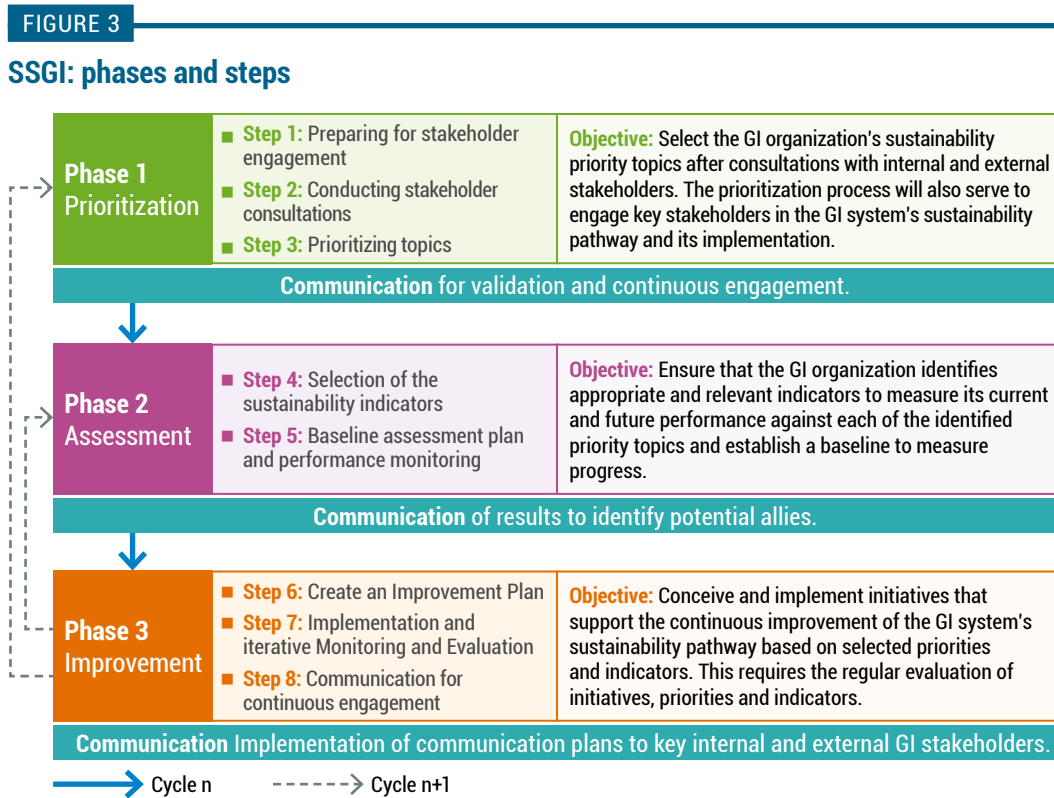 FIGURE 3
SSGI: phases and steps
Phase 1
Prioritization
■ Step 1: Preparing for stakeholder
engagement
■ Step 2: Conducting stakeholder
consultations
■ Step 3: Prioritizing topics
Objective: Select the GI organization's sustainability
priority topics after consultations with internal and external
stakeholders. The prioritization process will also serve to
engage key stakeholders in the GI system's sustainability
pathway and its implementation.
Communication for validation and continuous engagement.
Phase 2
Assessment
■ Step 4: Selection of the
sustainability indicators
■ Step 5: Baseline assessment plan
and performance monitoring
Objective: Ensure that the GI organization identifies
appropriate and relevant indicators to measure its current
and future performance against each of the identified
priority topics and establish a baseline to measure
progress.
Communication of results to identify potential allies.
Phase 3
Improvement
■ Step 6: Create an Improvement Plan
■ Step 7: Implementation and
iterative Monitoring and Evaluation
■ Step 8: Communication for
continuous engagement
Objective: Conceive and implement initiatives that
support the continuous improvement of the GI system's
sustainability pathway based on selected priorities
and indicators. This requires the regular evaluation of
initiatives, priorities and indicators.
Communication Implementation of communication plans to key internal and external GI stakeholders.
Cycle n
Cycle n+1